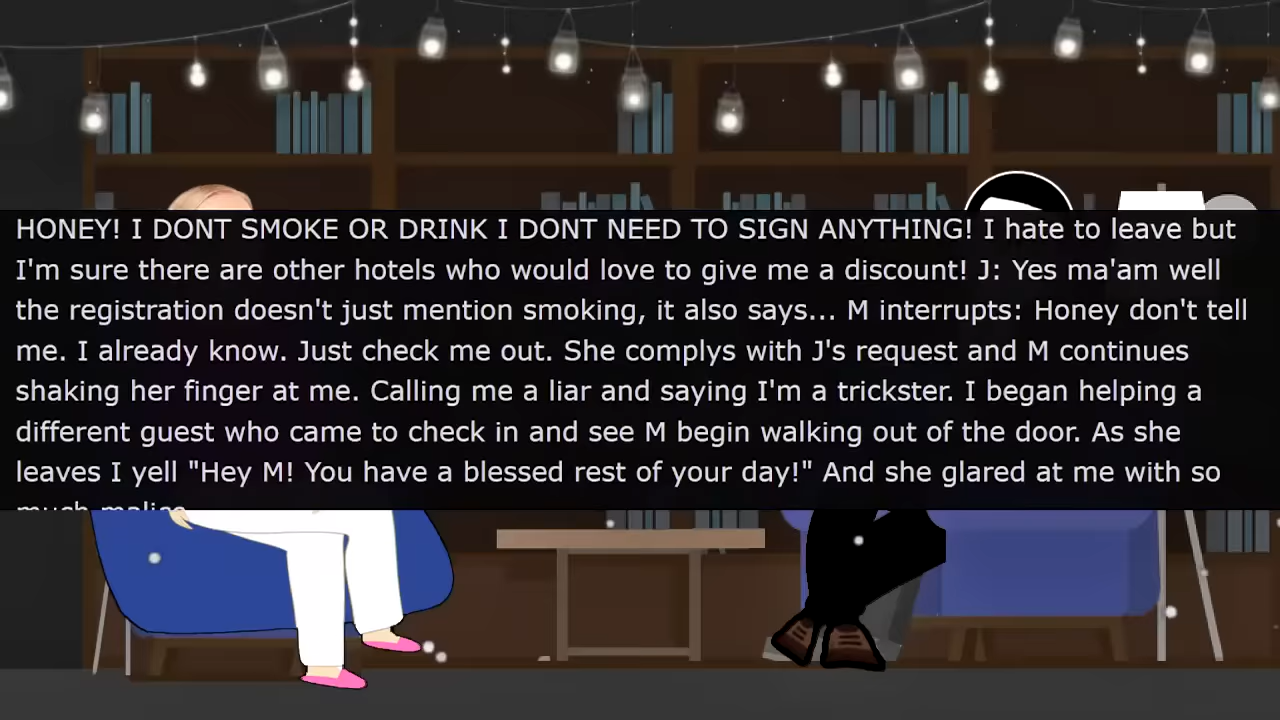 HONEY! I DONT SMOKE OR DRINK I DONT NEED TO SIGN ANYTHING! I hate to leave but
I'm sure there are other hotels who would love to give me a discount! J: Yes ma'am well
the registration doesn't just mention smoking, it also says... M interrupts: Honey don't tell
me. I already know. Just check me out. She complys with J's request and M continues
shaking her finger at me. Calling me a liar and saying I'm a trickster. I began helping a
different guest who came to check in and see M begin walking out of the door. As she
leaves I yell "Hey M! You have a blessed rest of your day!" And she glared at me with so
much malice